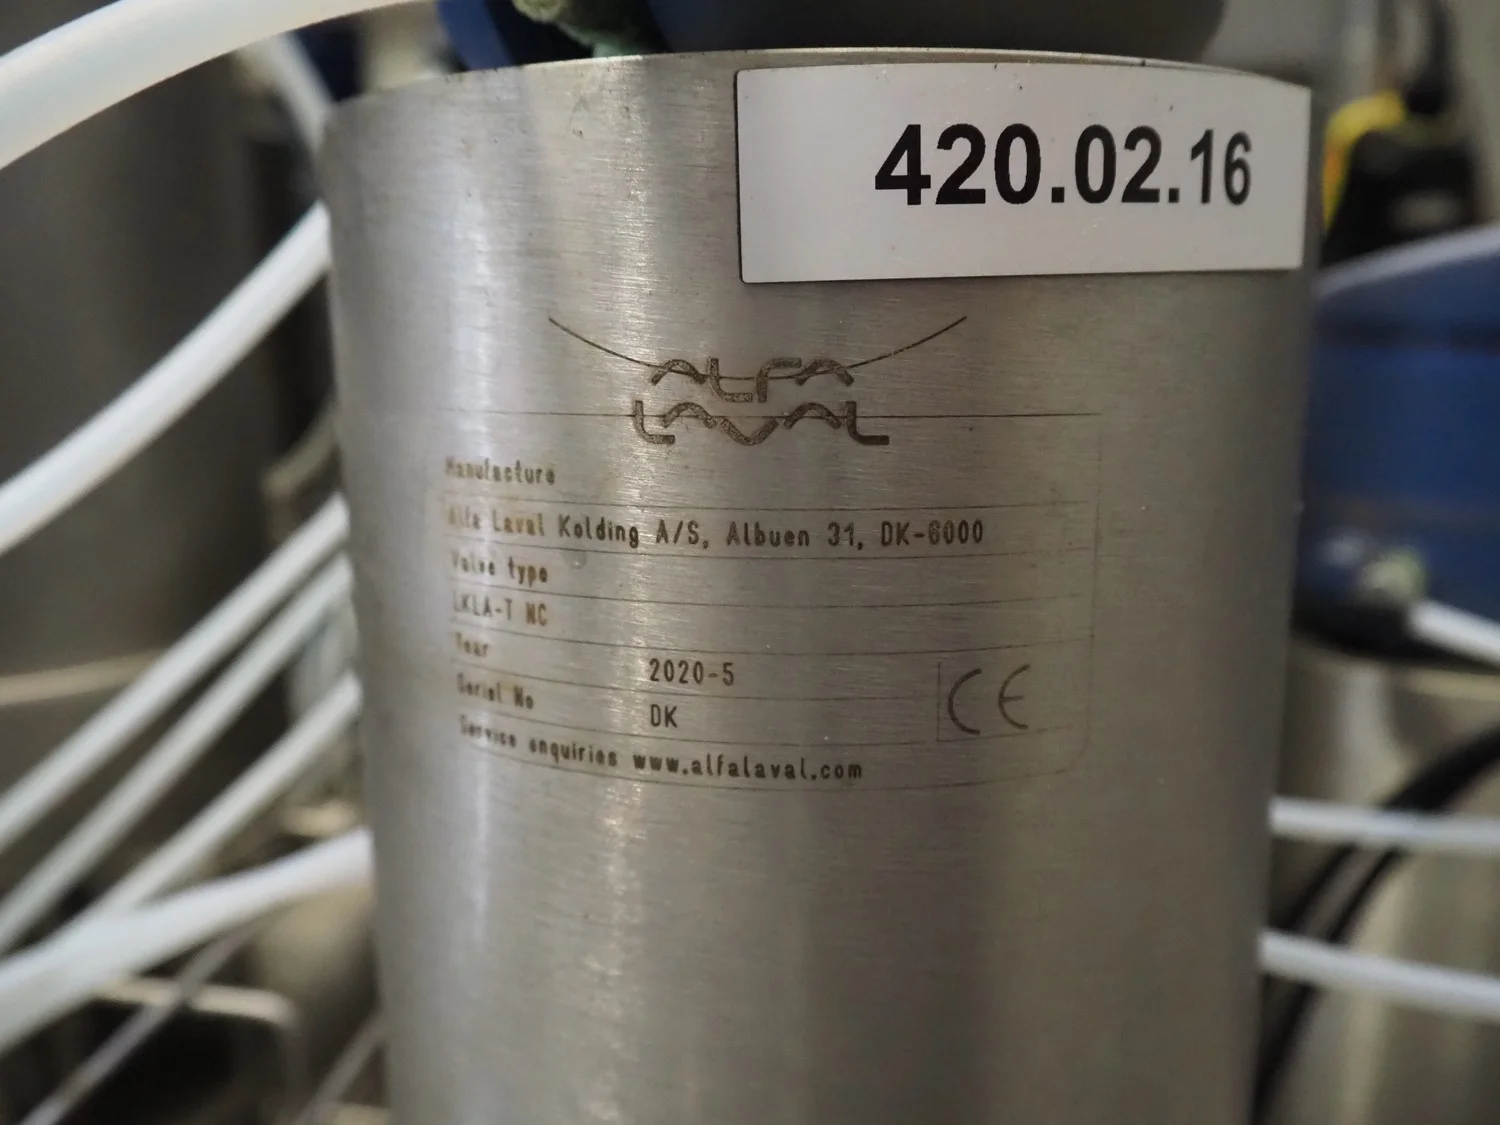 420.02.16
ALFA
LAVAL
Manufacture
Alfa Laval Kolding A/S, Albuen 31, DK-6000
Valve type
LKLA-T NC
Year 2020-5
Serial No DK
CE
Service enquiries www.alfalaval.com